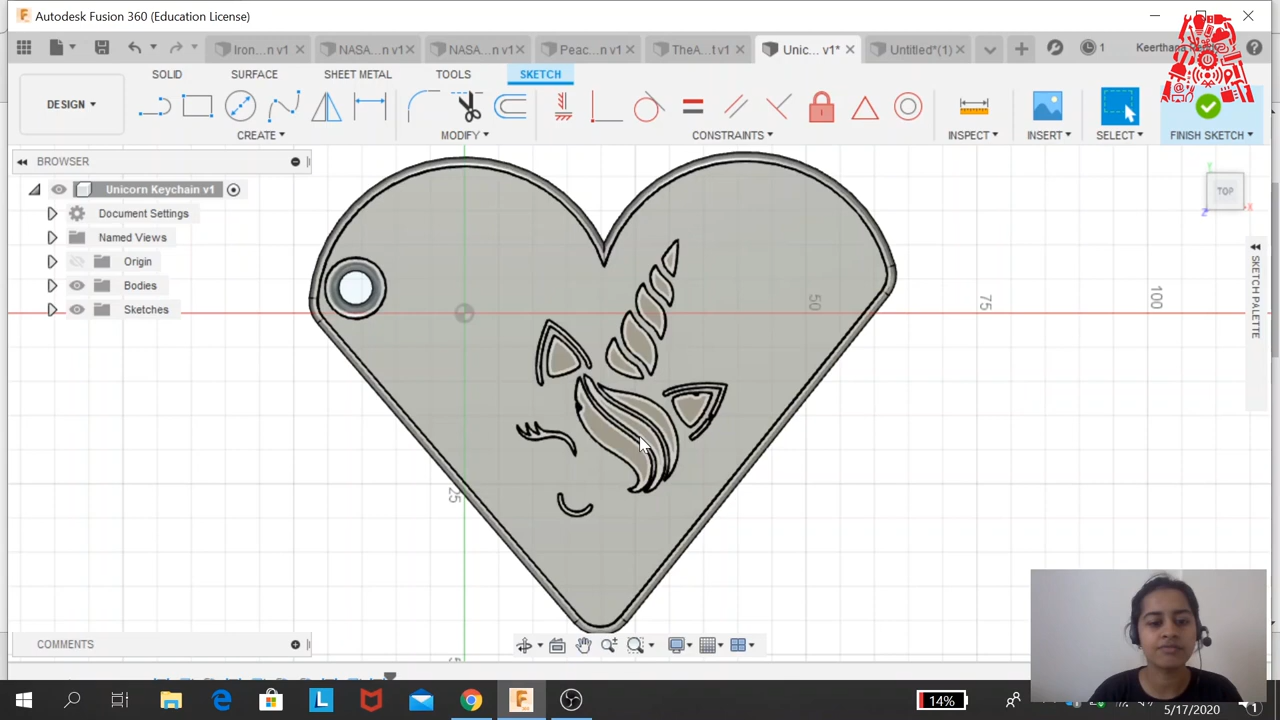 Autodesk Fusion 360 (Education License)
Iron...n v1
NASA...n v1
NASA...n v1
Peac...n v1
TheA...t v1
Unic... v1*
Untitled*(1)
1
Keerthana
SOLID
SURFACE
SHEET METAL
TOOLS
SKETCH
DESIGN
CREATE
MODIFY
CONSTRAINTS
INSPECT
INSERT
SELECT
FINISH SKETCH
BROWSER
Unicorn Keychain v1
Document Settings
Named Views
Origin
Bodies
Sketches
TOP
Y
X
Z
SKETCH PALETTE
50
75
100
25
COMMENTS
14%
5/17/2020
1